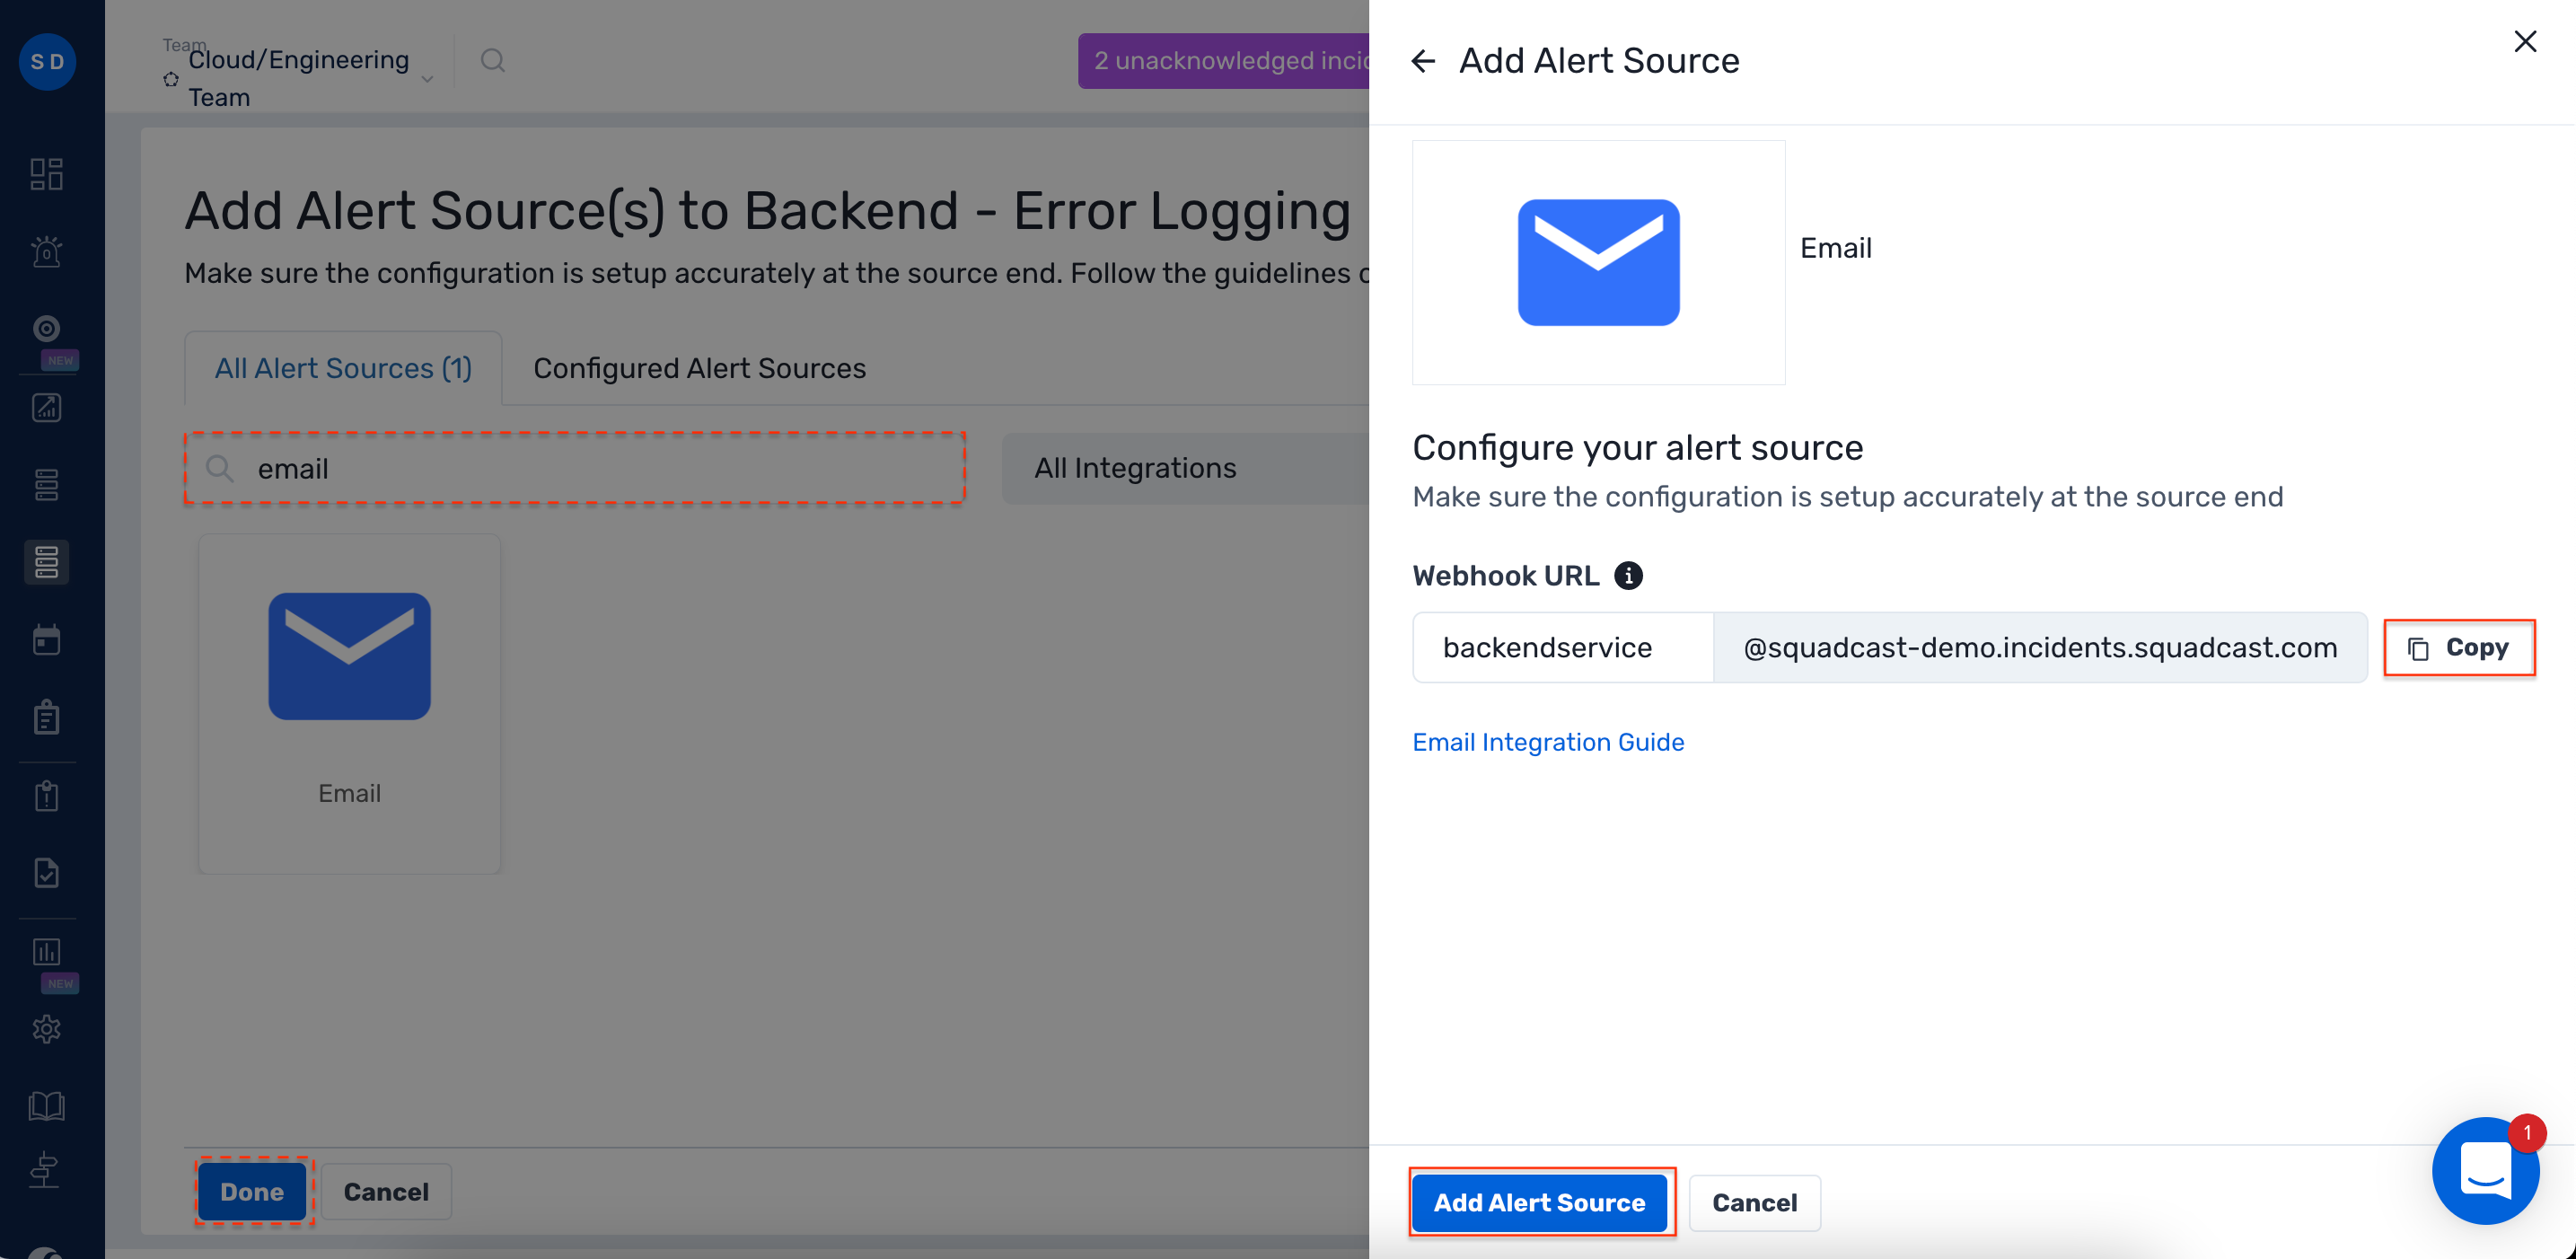 S D
Team
Cloud/Engineering
Team
2 unacknowledged incid
Add Alert Source(s) to Backend - Error Logging
Make sure the configuration is setup accurately at the source end. Follow the guidelines o
All Alert Sources (1)
Configured Alert Sources
email
All Integrations
Email
Done
Cancel
NEW
NEW
Add Alert Source
Email
Configure your alert source
Make sure the configuration is setup accurately at the source end
Webhook URL
backendservice
@squadcast-demo.incidents.squadcast.com
Copy
Email Integration Guide
Add Alert Source
Cancel
1